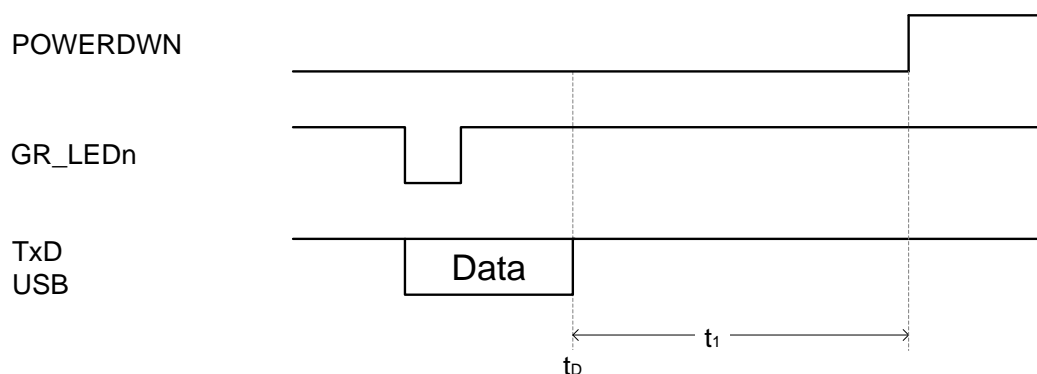 POWERDWN
GR_LEDn
TxD
USB
Data
t1
tD